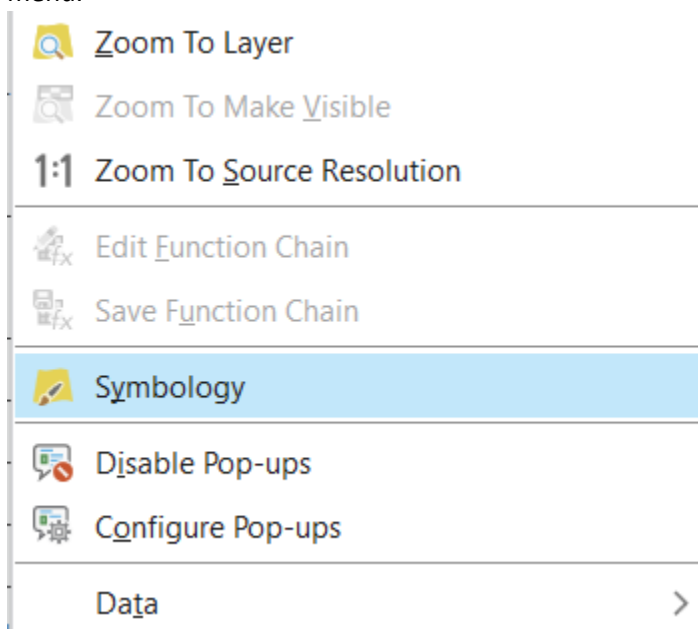 Zoom To Layer
Zoom To Make Visible
1:1 Zoom To Source Resolution
Edit Function Chain
Save Function Chain
Symbology
Disable Pop-ups
Configure Pop-ups
Data